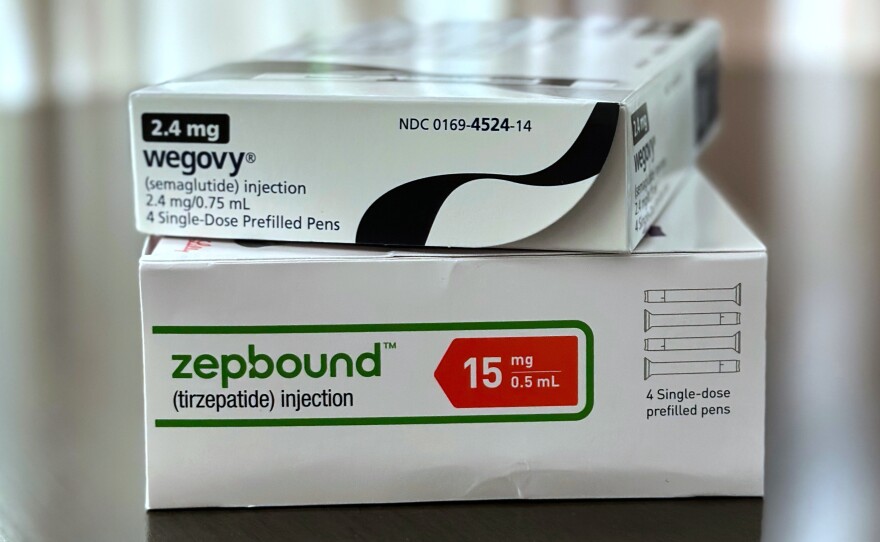 2.4 mg
NDC 0169-4524-14
wegovy®
(semaglutide) injection
2.4 mg/0.75 mL
4 Single-Dose Prefilled Pens
wegovy
zepbound™
(tirzepatide) injection
15 mg
0.5 mL
4 Single-dose
prefilled pens